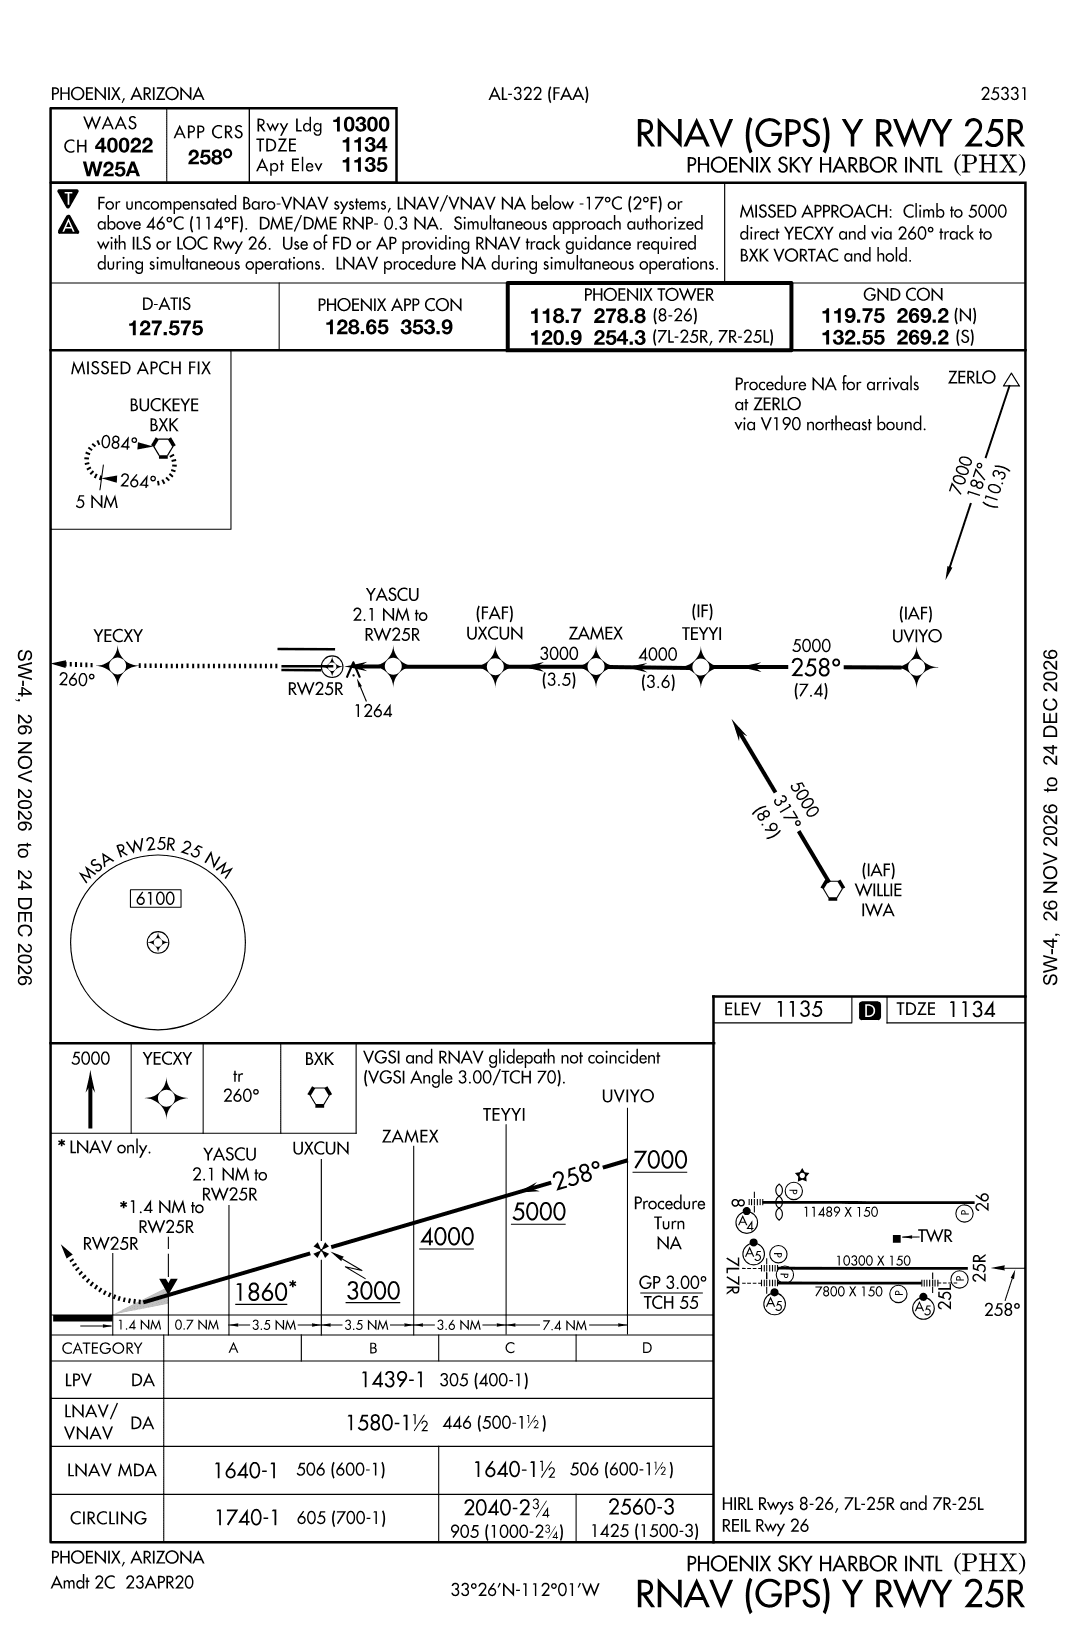 PHOENIX, ARIZONA
AL-322 (FAA)
25331
WAAS
CH 40022
W25A
APP CRS
258°
Rwy Ldg 10300
TDZE 1134
Apt Elev 1135
RNAV (GPS) Y RWY 25R
PHOENIX SKY HARBOR INTL (PHX)
T
A
For uncompensated Baro-VNAV systems, LNAV/VNAV NA below -17°C (2°F) or
above 46°C (114°F). DME/DME RNP- 0.3 NA. Simultaneous approach authorized
with ILS or LOC Rwy 26. Use of FD or AP providing RNAV track guidance required
during simultaneous operations. LNAV procedure NA during simultaneous operations.
MISSED APPROACH: Climb to 5000
direct YECXY and via 260° track to
BXK VORTAC and hold.
D-ATIS
127.575
PHOENIX APP CON
128.65 353.9
PHOENIX TOWER
118.7 278.8 (8-26)
120.9 254.3 (7L-25R, 7R-25L)
GND CON
119.75 269.2 (N)
132.55 269.2 (S)
MISSED APCH FIX
BUCKEYE
BXK
084°
264°
5 NM
Procedure NA for arrivals
at ZERLO
via V190 northeast bound.
ZERLO
7000
187°
(10.3)
YECXY
260°
RW25R
1264
YASCU
2.1 NM to
RW25R
(FAF)
UXCUN
3000
(3.5)
ZAMEX
4000
(3.6)
(IF)
TEYYI
5000
258°
(7.4)
(IAF)
UVIYO
5000
317°
(8.9)
(IAF)
WILLIE
IWA
MSA RW25R 25 NM
6100
SW-4, 26 NOV 2026 to 24 DEC 2026
SW-4, 26 NOV 2026 to 24 DEC 2026
ELEV 1135
D
TDZE 1134
5000
YECXY
tr
260°
BXK
VGSI and RNAV glidepath not coincident
(VGSI Angle 3.00/TCH 70).
* LNAV only.
RW25R
*1.4 NM to
RW25R
YASCU
2.1 NM to
RW25R
UXCUN
ZAMEX
TEYYI
UVIYO
258°
7000
5000
4000
3000
1860*
Procedure
Turn
NA
GP 3.00°
TCH 55
1.4 NM
0.7 NM
3.5 NM
3.5 NM
3.6 NM
7.4 NM
CATEGORY A B C D
LPV DA 1439-1 305 (400-1)
LNAV/
VNAV DA 1580-1½ 446 (500-1½)
LNAV MDA 1640-1 506 (600-1) 1640-1½ 506 (600-1½)
CIRCLING 1740-1 605 (700-1)
2040-2¾
905 (1000-2¾)
2560-3
1425 (1500-3)
8
P
A4
11489 X 150
P
26
TWR
A5
P
10300 X 150
7L
7R
P
7800 X 150
P
P
25R
25L
A5
A5
258°
HIRL Rwys 8-26, 7L-25R and 7R-25L
REIL Rwy 26
PHOENIX, ARIZONA
Amdt 2C 23APR20
33°26'N-112°01'W
PHOENIX SKY HARBOR INTL (PHX)
RNAV (GPS) Y RWY 25R